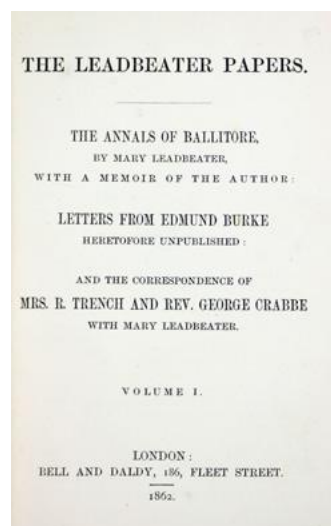 THE LEADBEATER PAPERS.
THE ANNALS OF BALLITORE,
BY MARY LEADBEATER,
WITH A MEMOIR OF THE AUTHOR:
LETTERS FROM EDMUND BURKE
HERETOFORE UNPUBLISHED:
AND THE CORRESPONDENCE OF
MRS. R. TRENCH AND REV. GEORGE CRABBE
WITH MARY LEADBEATER.
VOLUME I.
LONDON:
BELL AND DALDY, 186, FLEET STREET.
1862.